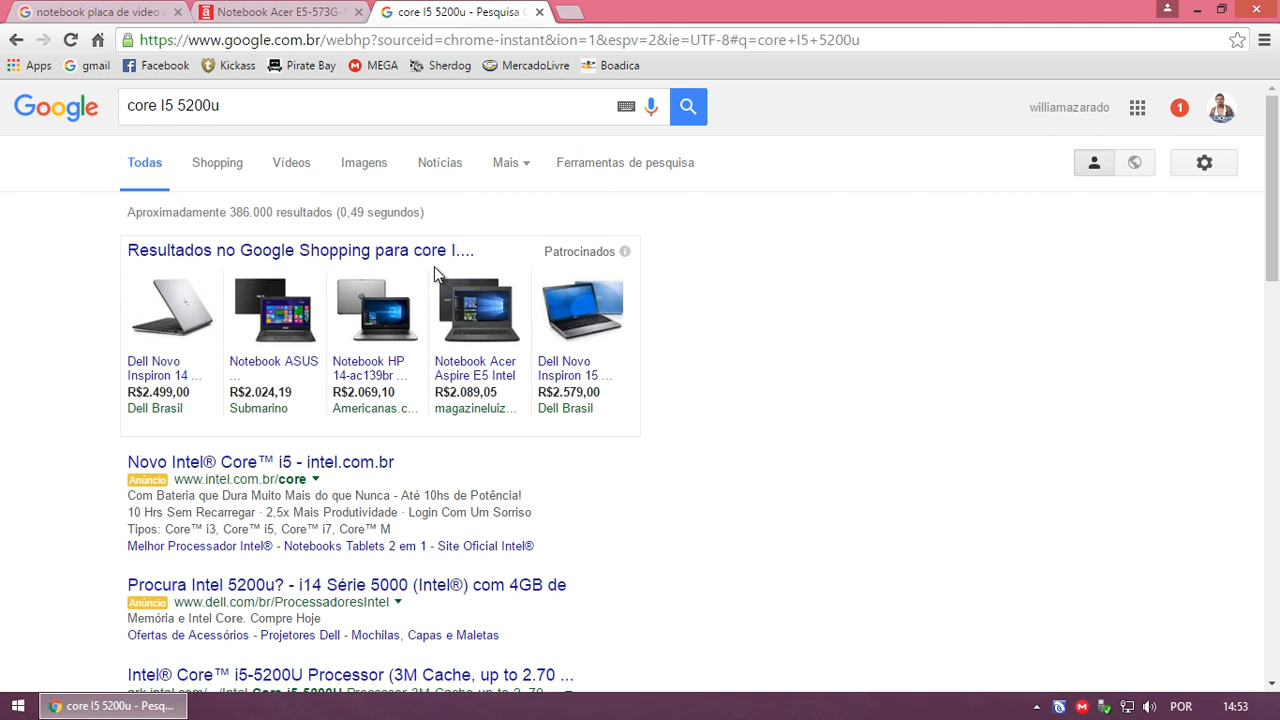 notebook placa de video
Notebook Acer E5-573G-
core I5 5200u - Pesquisa
https://www.google.com.br/webhp?sourceid=chrome-instant&ion=1&espv=2&ie=UTF-8#q=core+I5+5200u
Apps gmail Facebook Kickass Pirate Bay MEGA Sherdog MercadoLivre Boadica
Google core I5 5200u williamazarado 1
Todas Shopping Vídeos Imagens Notícias Mais Ferramentas de pesquisa
Aproximadamente 386.000 resultados (0,49 segundos)
Resultados no Google Shopping para core I.... Patrocinados
Dell Novo
Inspiron 14 ...
R$2.499,00
Dell Brasil
Notebook ASUS
...
R$2.024,19
Submarino
Notebook HP
14-ac139br ...
R$2.069,10
Americanas.c...
Notebook Acer
Aspire E5 Intel
R$2.089,05
magazineluiz...
Dell Novo
Inspiron 15 ...
R$2.579,00
Dell Brasil
Novo Intel® Core™ i5 - intel.com.br
Anúncio www.intel.com.br/core
Com Bateria que Dura Muito Mais do que Nunca - Até 10hs de Potência!
10 Hrs Sem Recarregar · 2,5x Mais Produtividade · Login Com Um Sorriso
Tipos: Core™ i3, Core™ i5, Core™ i7, Core™ M
Melhor Processador Intel® - Notebooks Tablets 2 em 1 - Site Oficial Intel®
Procura Intel 5200u? - i14 Série 5000 (Intel®) com 4GB de
Anúncio www.dell.com/br/ProcessadoresIntel
Memória e Intel Core. Compre Hoje
Ofertas de Acessórios - Projetores Dell - Mochilas, Capas e Maletas
Intel® Core™ i5-5200U Processor (3M Cache, up to 2.70 ...
core I5 5200u - Pesq... POR 14:53